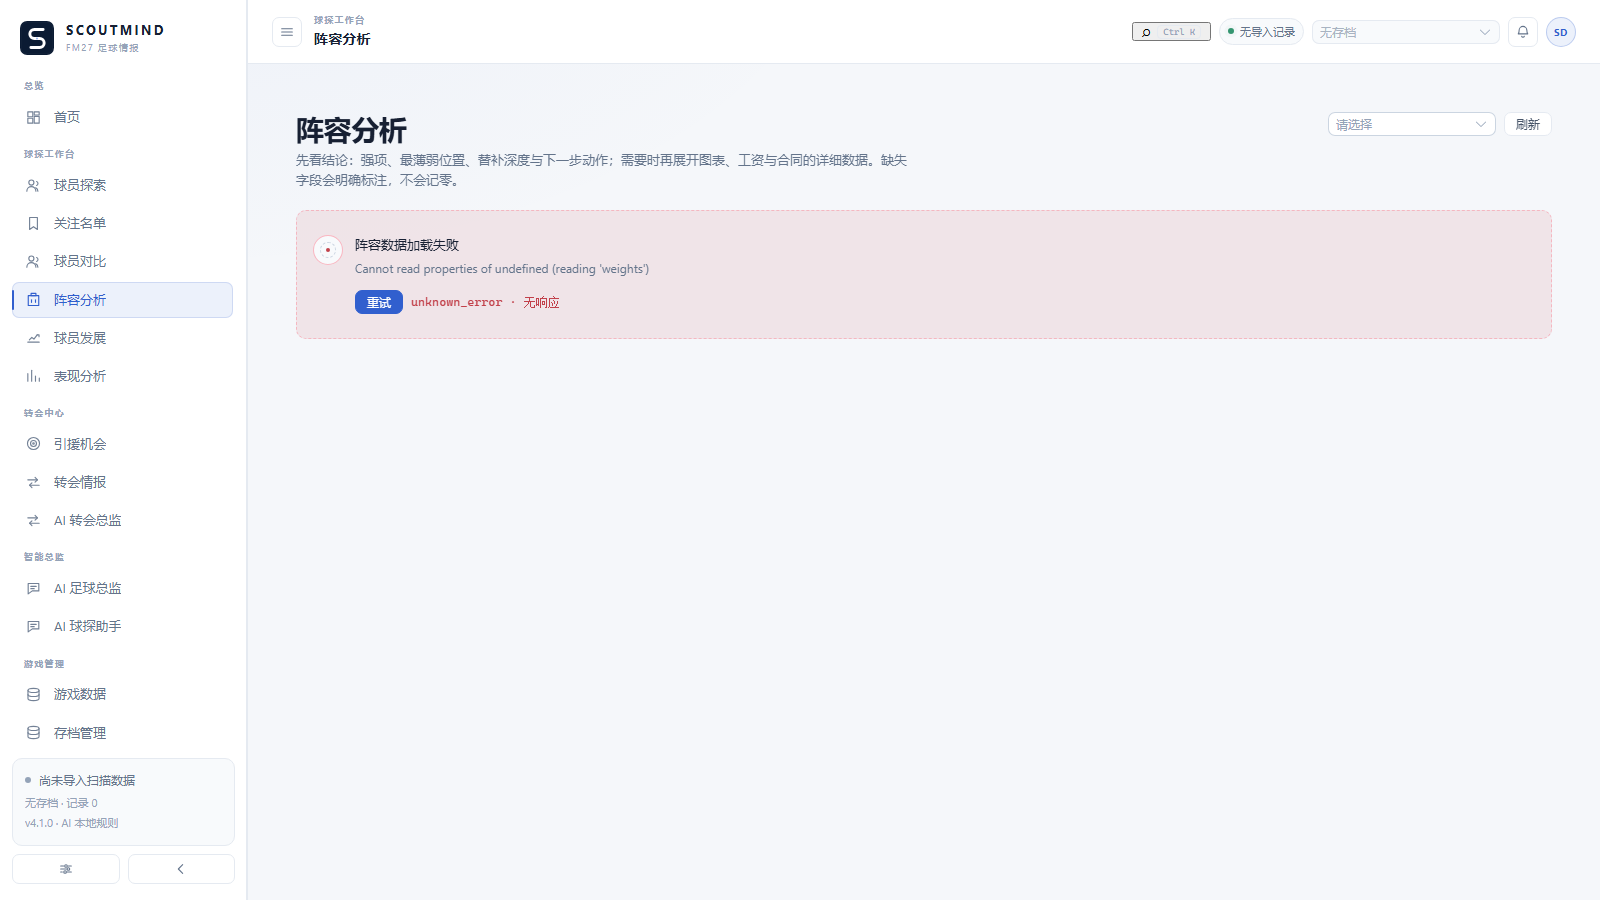 SCOUTMIND
FM27 足球情报
总览
首页
球探工作台
球员探索
关注名单
球员对比
阵容分析
球员发展
表现分析
转会中心
引援机会
转会情报
AI 转会总监
智能总监
AI 足球总监
AI 球探助手
游戏管理
游戏数据
存档管理
尚未导入扫描数据
无存档 · 记录 0
v4.1.0 · AI 本地规则
球探工作台
阵容分析
Ctrl K
无导入记录
无存档
SD
阵容分析
先看结论：强项、最薄弱位置、替补深度与下一步动作；需要时再展开图表、工资与合同的详细数据。缺失
字段会明确标注，不会记零。
请选择
刷新
阵容数据加载失败
Cannot read properties of undefined (reading 'weights')
重试
unknown_error · 无响应